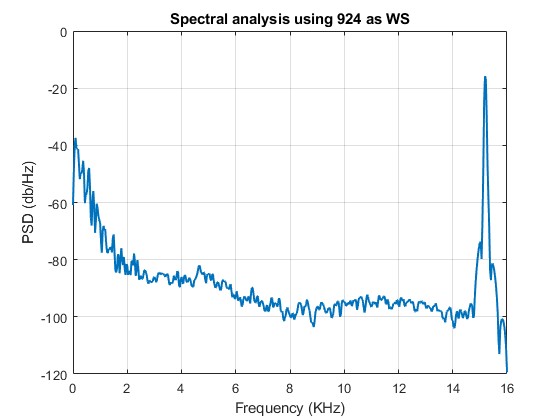 Spectral analysis using 924 as WS
0
-20
-40
-60
-80
-100
-120
PSD (db/Hz)
0 2 4 6 8 10 12 14 16
Frequency (KHz)